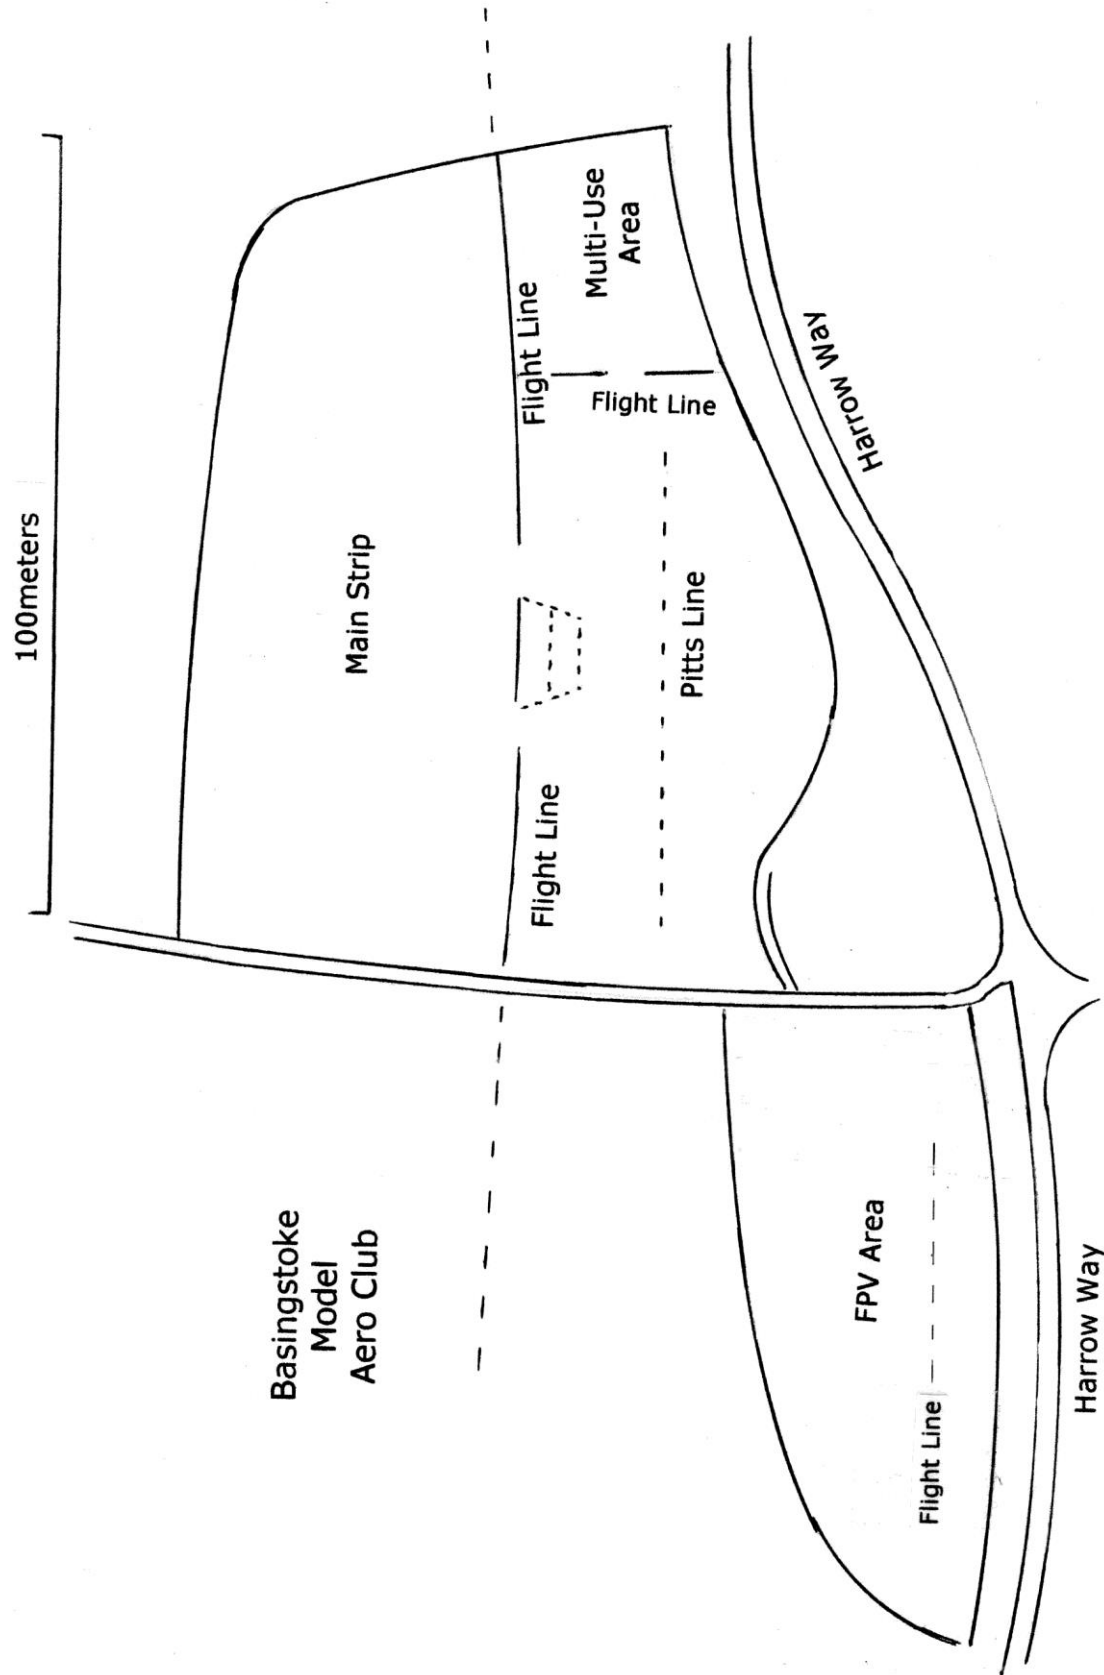 100meters
Main Strip
Flight Line
Multi-Use
Area
Flight Line
Flight Line
Pitts Line
Harrow Way
Basingstoke
Model
Aero Club
FPV Area
Flight Line
Harrow Way